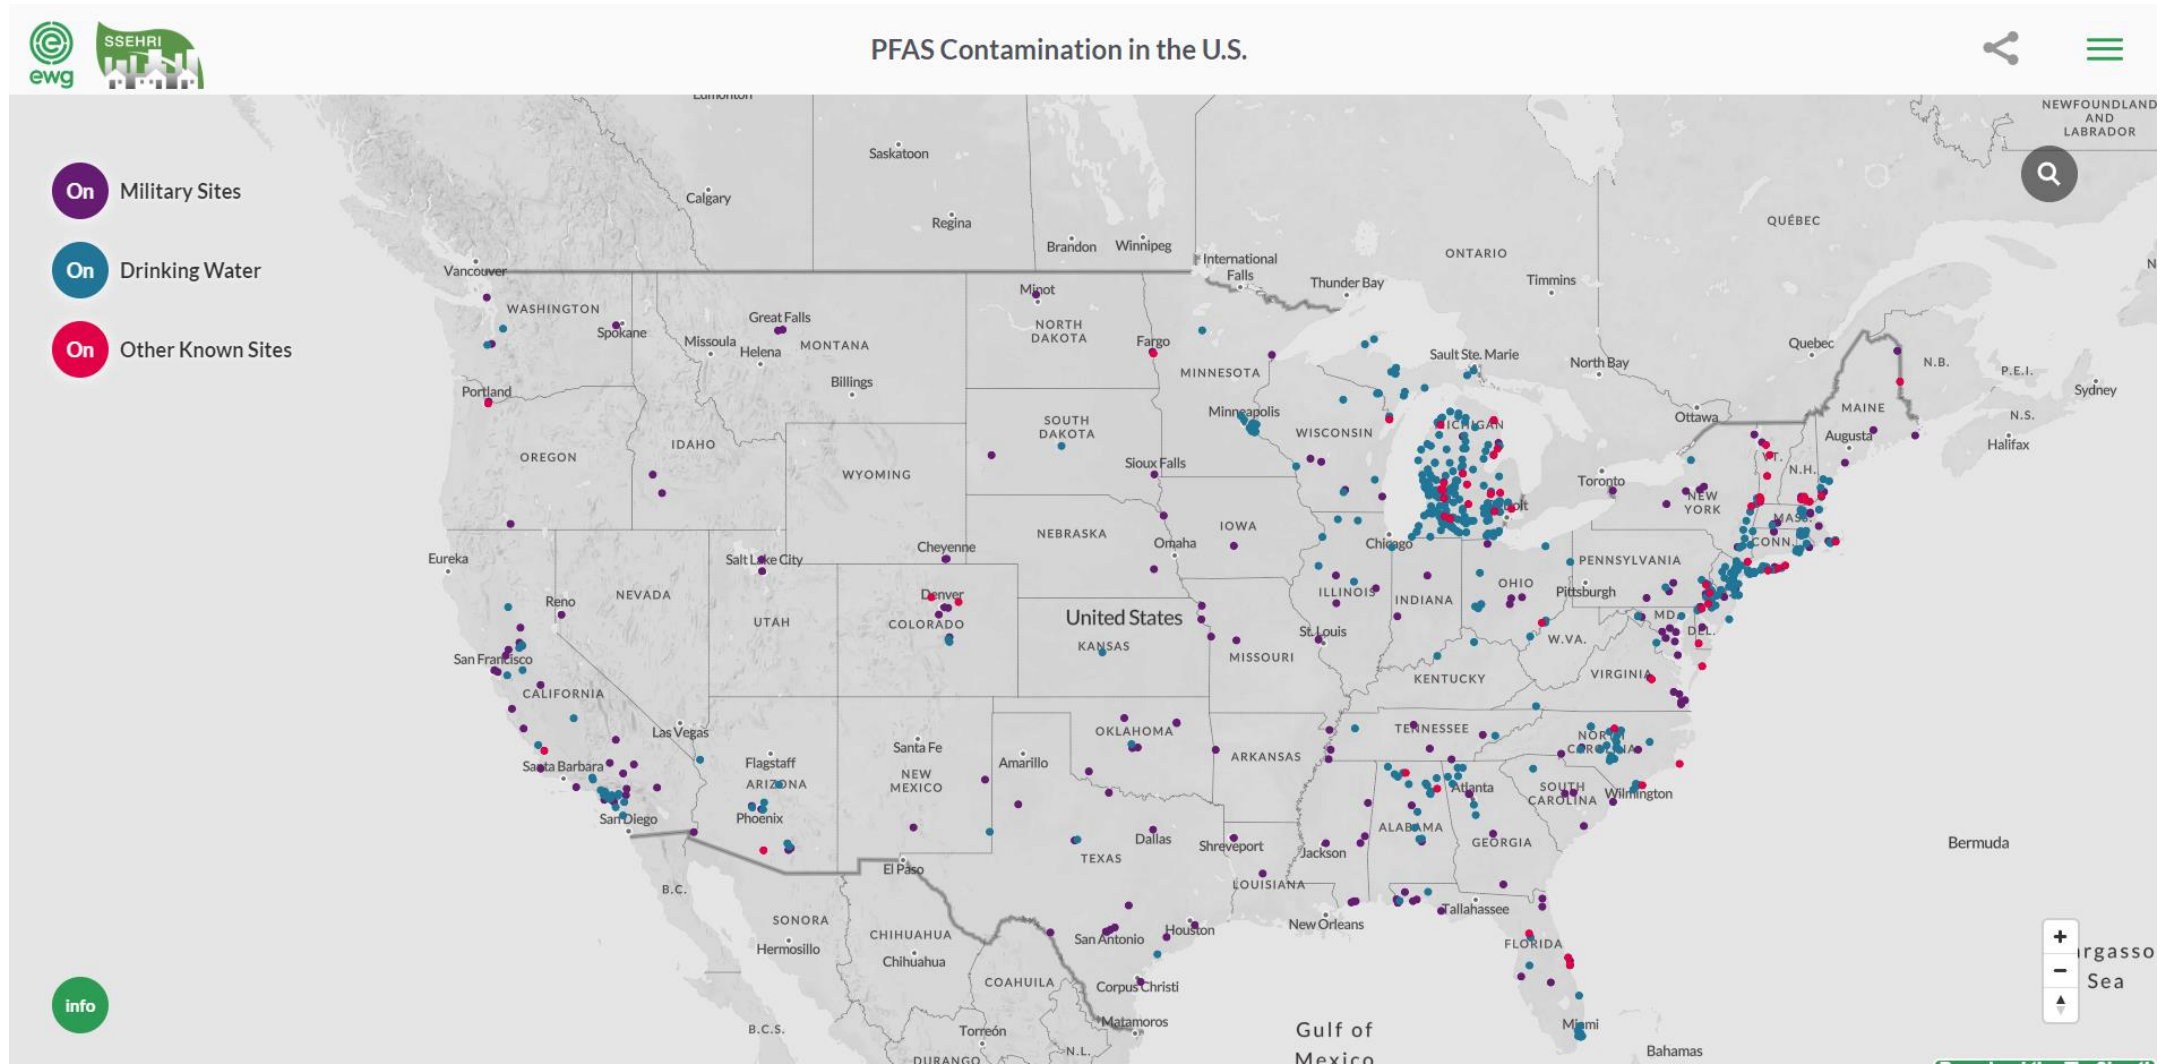 ewg
SSEHRI
PFAS Contamination in the U.S.
On Military Sites
On Drinking Water
On Other Known Sites
info
Edmonton
Saskatoon
Calgary
Regina
Brandon
Winnipeg
International
Falls
Thunder Bay
ONTARIO
Timmins
QUÉBEC
NEWFOUNDLAND
AND
LABRADOR
Vancouver
WASHINGTON
Spokane
Great Falls
Missoula
Helena
MONTANA
Billings
Minot
NORTH
DAKOTA
Fargo
MINNESOTA
Sault Ste. Marie
North Bay
Quebec
N.B.
P.E.I.
Sydney
N.S.
Halifax
Portland
OREGON
IDAHO
WYOMING
SOUTH
DAKOTA
Sioux Falls
Minneapolis
WISCONSIN
MICHIGAN
Ottawa
MAINE
Augusta
VT.
N.H.
Toronto
NEW
YORK
MASS.
CONN.
Eureka
Reno
NEVADA
Salt Lake City
UTAH
Cheyenne
NEBRASKA
Omaha
IOWA
Chicago
PENNSYLVANIA
Pittsburgh
OHIO
INDIANA
ILLINOIS
Denver
COLORADO
United States
KANSAS
MISSOURI
St. Louis
W.VA.
MD.
DEL.
VIRGINIA
KENTUCKY
San Francisco
CALIFORNIA
Las Vegas
Santa Barbara
San Diego
Flagstaff
ARIZONA
Phoenix
Santa Fe
NEW
MEXICO
Amarillo
OKLAHOMA
ARKANSAS
TENNESSEE
NORTH
CAROLINA
SOUTH
CAROLINA
Wilmington
Atlanta
ALABAMA
GEORGIA
Bermuda
Dallas
TEXAS
Shreveport
Jackson
LOUISIANA
El Paso
B.C.
SONORA
Hermosillo
CHIHUAHUA
Chihuahua
San Antonio
Houston
New Orleans
Tallahassee
FLORIDA
COAHUILA
Corpus Christi
Matamoros
B.C.S.
Torreón
DURANGO
N.L.
Gulf of
Mexico
Miami
Bahamas
argasso
Sea